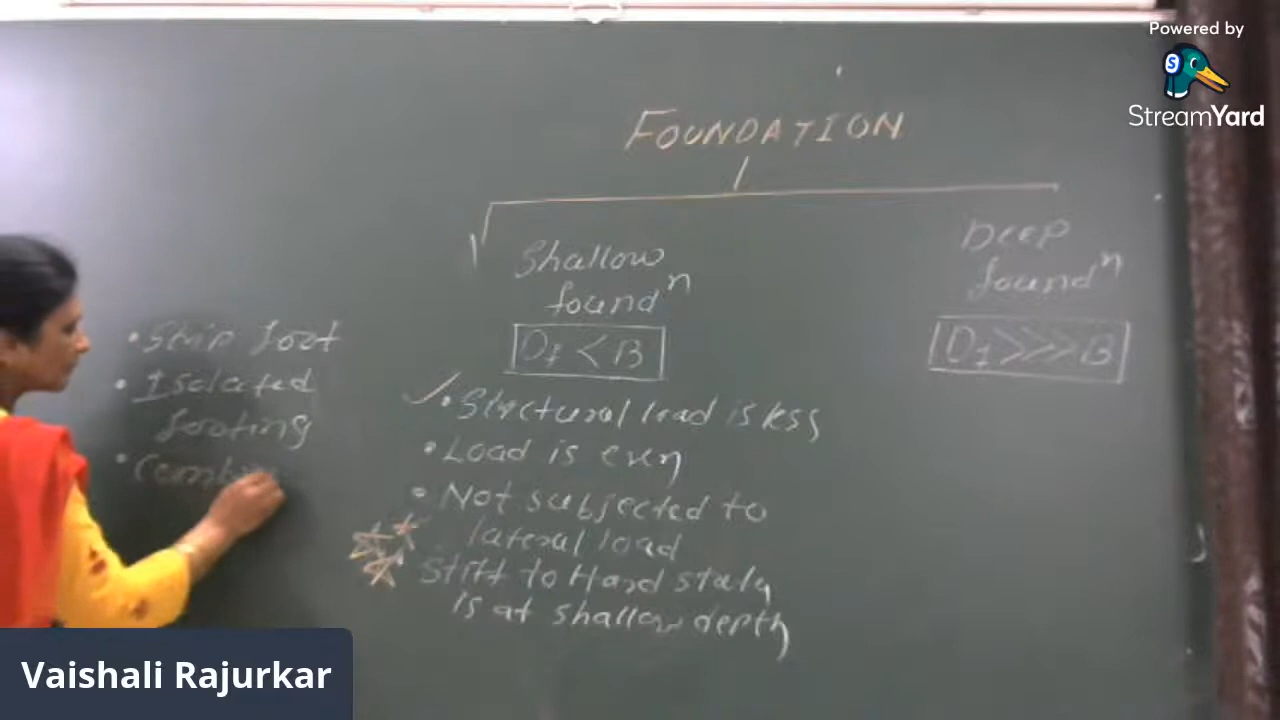 Powered by
StreamYard
FOUNDATION
Shallow
foundⁿ
Df < B
Deep
foundⁿ
Df >>> B
• Strip foot
• Isolated
footing
• Comb
✓• Structural load is less
• Load is even
• Not subjected to
lateral load
Stiff to Hard strata
is at shallow depth
Vaishali Rajurkar